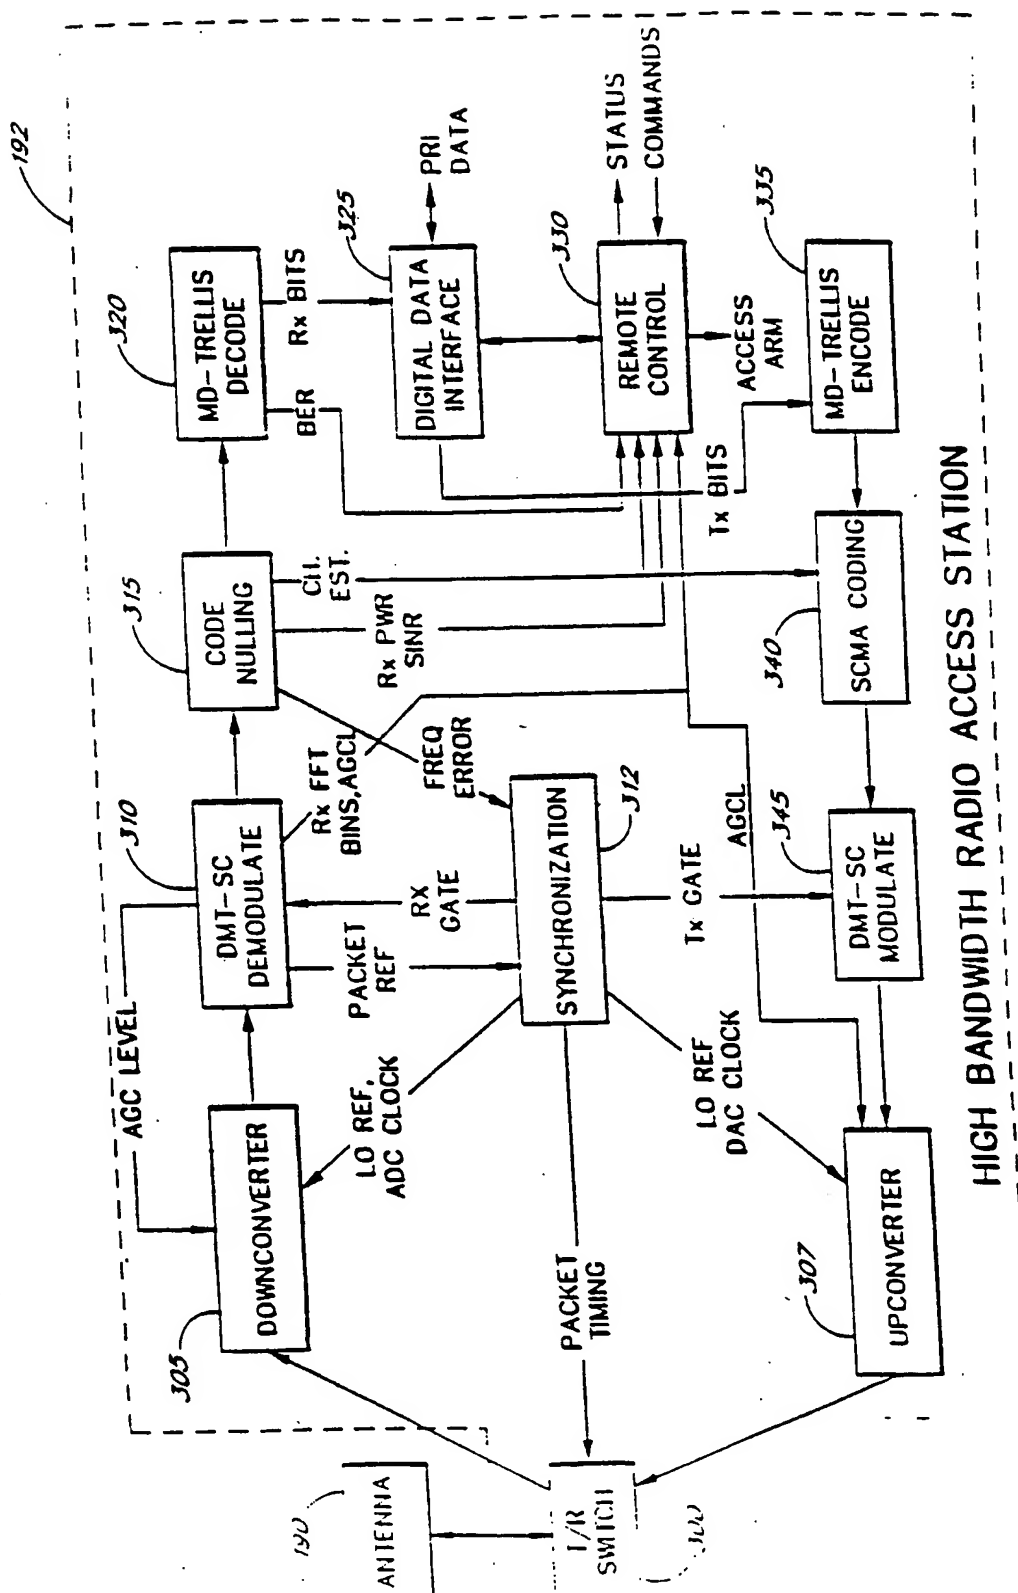 192
320
MD-TRELLIS
DECODE
BER
Rx BITS
325
DIGITAL DATA
INTERFACE
PRI
DATA
330
REMOTE
CONTROL
STATUS
COMMANDS
ACCESS
ARM
335
MD-TRELLIS
ENCODE
Tx BITS
315
CODE
NULLING
CH.
EST.
Rx PWR
SINR
FREQ
ERROR
340
SCMA CODING
310
DMT-SC
DEMODULATE
Rx FFT
BINS,AGCL
RX
GATE
PACKET
REF
312
SYNCHRONIZATION
Tx GATE
AGCL
345
DMT-SC
MODULATE
AGC LEVEL
305
DOWNCONVERTER
LO REF,
ADC CLOCK
LO REF
DAC CLOCK
PACKET
TIMING
307
UPCONVERTER
190
ANTENNA
T/R
SWITCH
300
HIGH BANDWIDTH RADIO ACCESS STATION